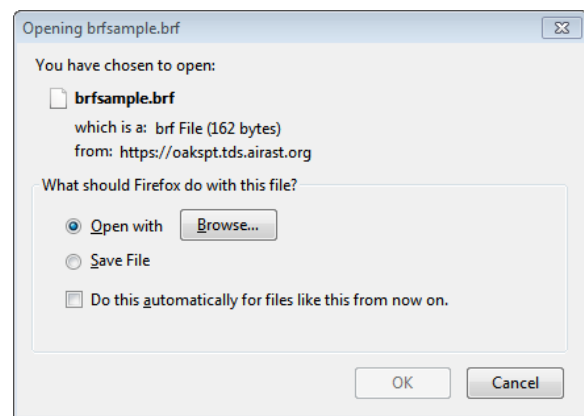 Opening brfsample.brf
You have chosen to open:
brfsample.brf
which is a: brf File (162 bytes)
from: https://oakspt.tds.airast.org
What should Firefox do with this file?
Open with Browse...
Save File
Do this automatically for files like this from now on.
OK Cancel